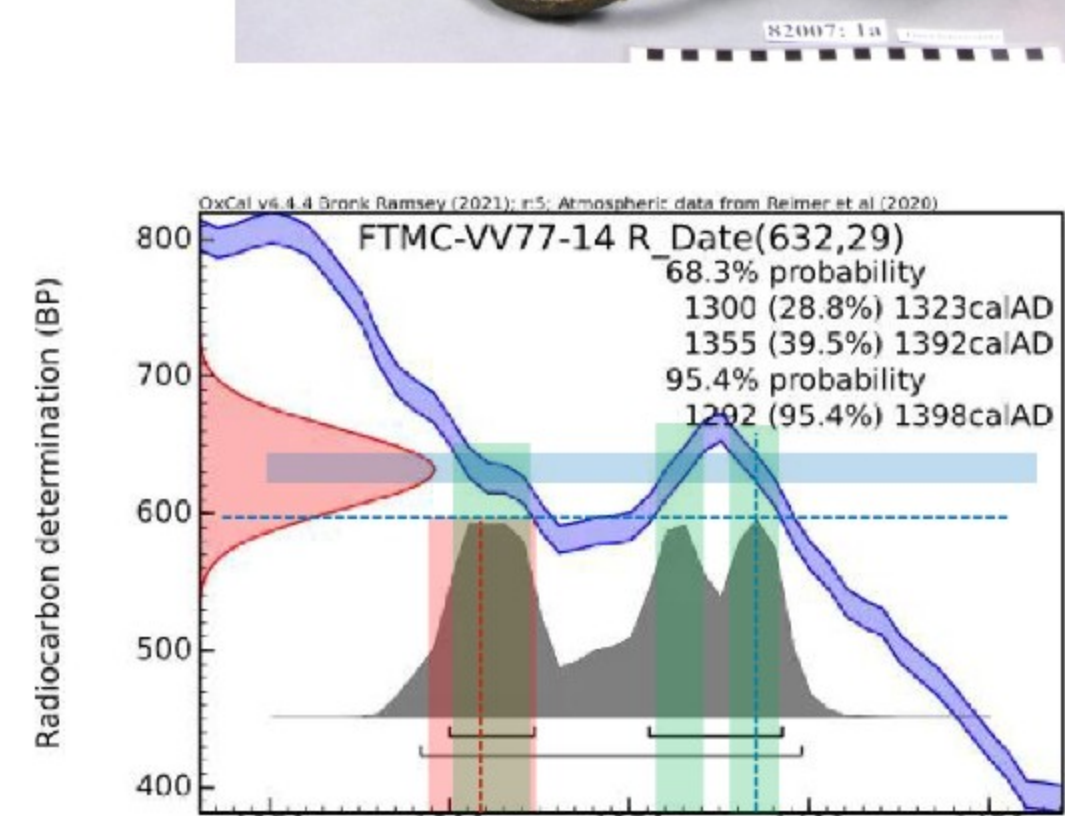 82007: 1a
OxCal v4.4.4 Bronk Ramsey (2021); r:5; Atmospheric data from Reimer et al (2020)
FTMC-VV77-14 R_Date(632,29)
68.3% probability
1300 (28.8%) 1323calAD
1355 (39.5%) 1392calAD
95.4% probability
1292 (95.4%) 1398calAD
Radiocarbon determination (BP)
800
700
600
500
400